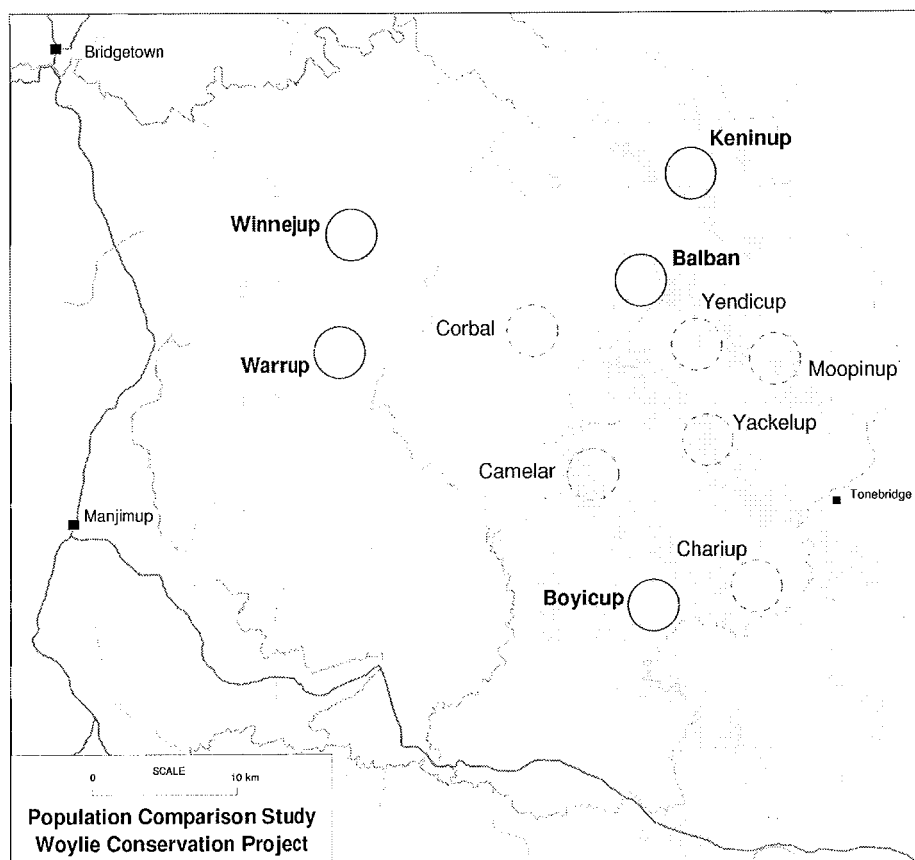 Bridgetown
Keninup
Winnejup
Balban
Yendicup
Corbal
Warrup
Moopinup
Yackelup
Camelar
Tonebridge
Manjimup
Chariup
Boyicup
SCALE
0 10 km
Population Comparison Study
Woylie Conservation Project